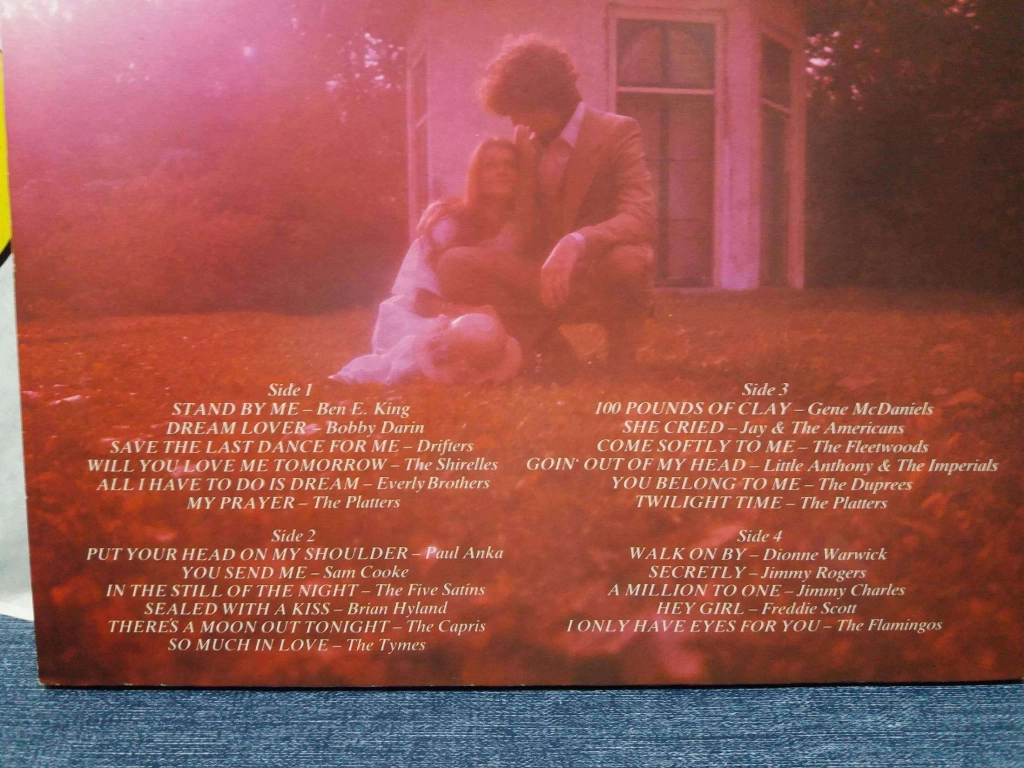 Side 1
STAND BY ME – Ben E. King
DREAM LOVER – Bobby Darin
SAVE THE LAST DANCE FOR ME – Drifters
WILL YOU LOVE ME TOMORROW – The Shirelles
ALL I HAVE TO DO IS DREAM – Everly Brothers
MY PRAYER – The Platters
Side 2
PUT YOUR HEAD ON MY SHOULDER – Paul Anka
YOU SEND ME – Sam Cooke
IN THE STILL OF THE NIGHT – The Five Satins
SEALED WITH A KISS – Brian Hyland
THERE'S A MOON OUT TONIGHT – The Capris
SO MUCH IN LOVE – The Tymes
Side 3
100 POUNDS OF CLAY – Gene McDaniels
SHE CRIED – Jay & The Americans
COME SOFTLY TO ME – The Fleetwoods
GOIN' OUT OF MY HEAD – Little Anthony & The Imperials
YOU BELONG TO ME – The Duprees
TWILIGHT TIME – The Platters
Side 4
WALK ON BY – Dionne Warwick
SECRETLY – Jimmy Rogers
A MILLION TO ONE – Jimmy Charles
HEY GIRL – Freddie Scott
I ONLY HAVE EYES FOR YOU – The Flamingos